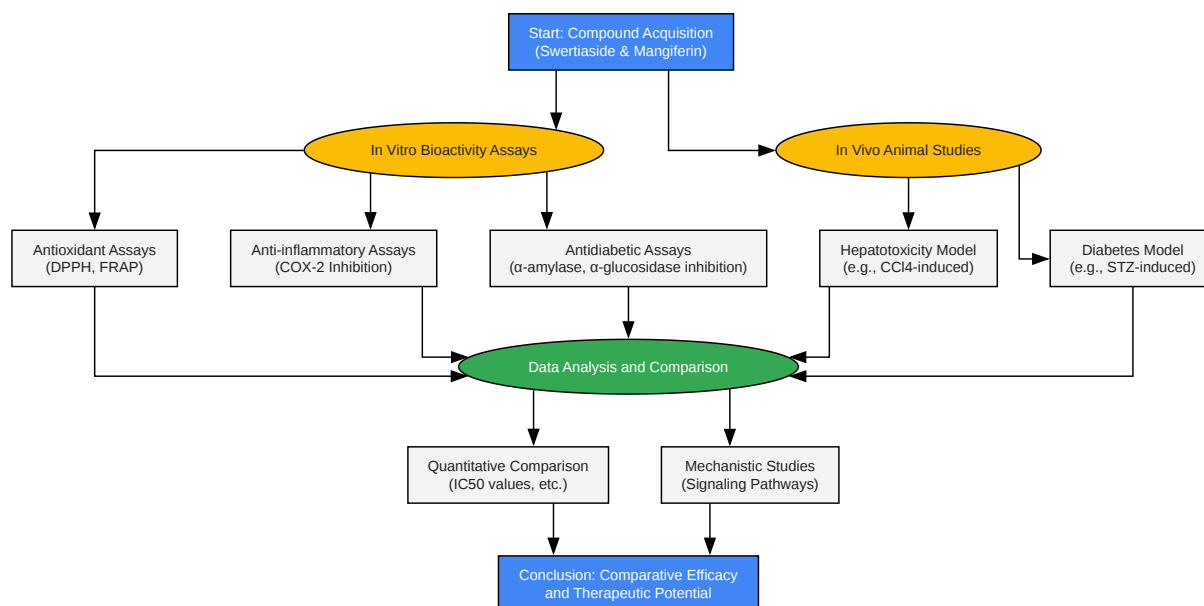 Start: Compound Acquisition
(Swertiaside & Mangiferin)
In Vitro Bioactivity Assays
In Vivo Animal Studies
Antioxidant Assays
(DPPH, FRAP)
Anti-inflammatory Assays
(COX-2 Inhibition)
Antidiabetic Assays
(α-amylase, α-glucosidase inhibition)
Hepatotoxicity Model
(e.g., CCl4-induced)
Diabetes Model
(e.g., STZ-induced)
Data Analysis and Comparison
Quantitative Comparison
(IC50 values, etc.)
Mechanistic Studies
(Signaling Pathways)
Conclusion: Comparative Efficacy
and Therapeutic Potential